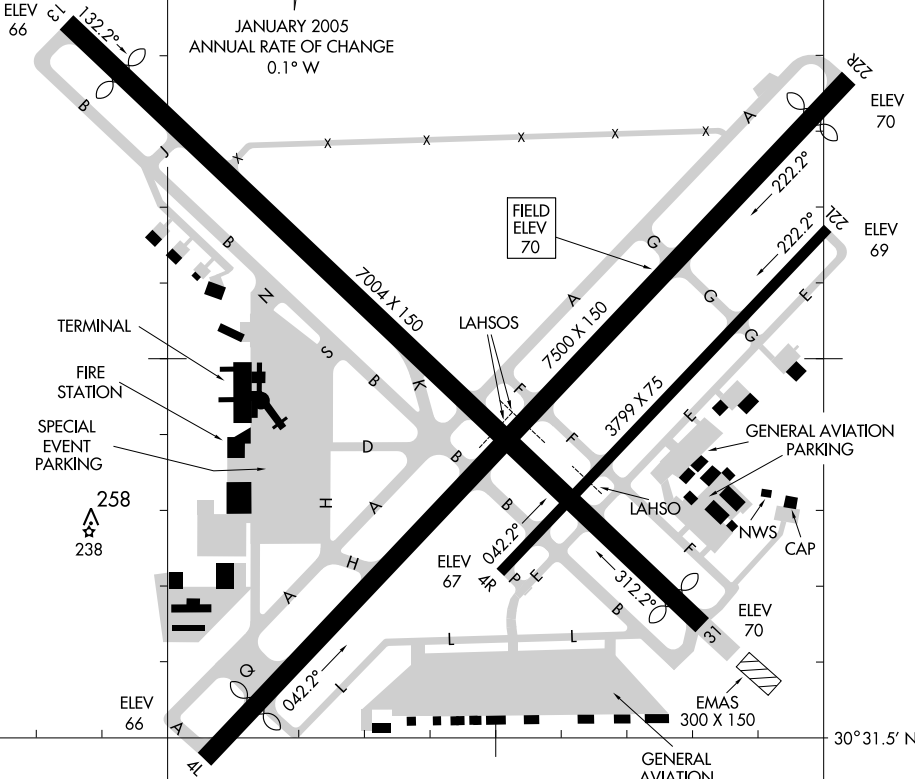 ELEV
66
13
132.2°
JANUARY 2005
ANNUAL RATE OF CHANGE
0.1° W
22R
ELEV
70
B
A
J
X
X
X
X
X
X
222.2°
FIELD
ELEV
70
22L
222.2°
ELEV
69
B
G
G
G
N
7004 X 150
A
E
TERMINAL
LAHSOS
7500 X 150
S
B
K
FIRE
STATION
F
3799 X 75
E
SPECIAL
EVENT
PARKING
D
B
F
GENERAL AVIATION
PARKING
258
238
H
A
B
LAHSO
NWS
CAP
042.2°
F
ELEV
67
4R
P
E
H
A
312.2°
B
31
ELEV
70
L
L
Q
042.2°
L
EMAS
300 X 150
ELEV
66
A
4L
30°31.5' N
GENERAL
AVIATION